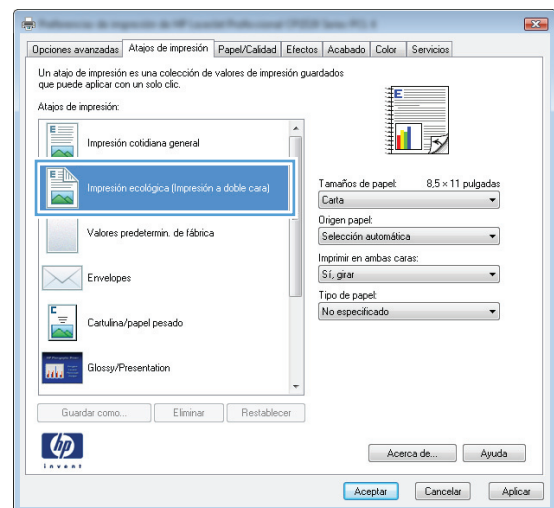 Opciones avanzadas Atajos de impresión Papel/Calidad Efectos Acabado Color Servicios
Un atajo de impresión es una colección de valores de impresión guardados
que puede aplicar con un solo clic.
Atajos de impresión:
Impresión cotidiana general
Impresión ecológica (Impresión a doble cara)
Valores predetermin. de fábrica
Envelopes
Cartulina/papel pesado
Glossy/Presentation
Guardar como... Eliminar Restablecer
E
Tamaños de papel: 8,5 × 11 pulgadas
Carta
Origen papel:
Selección automática
Imprimir en ambas caras:
Sí, girar
Tipo de papel:
No especificado
hp
invent
Acerca de... Ayuda
Aceptar Cancelar Aplicar